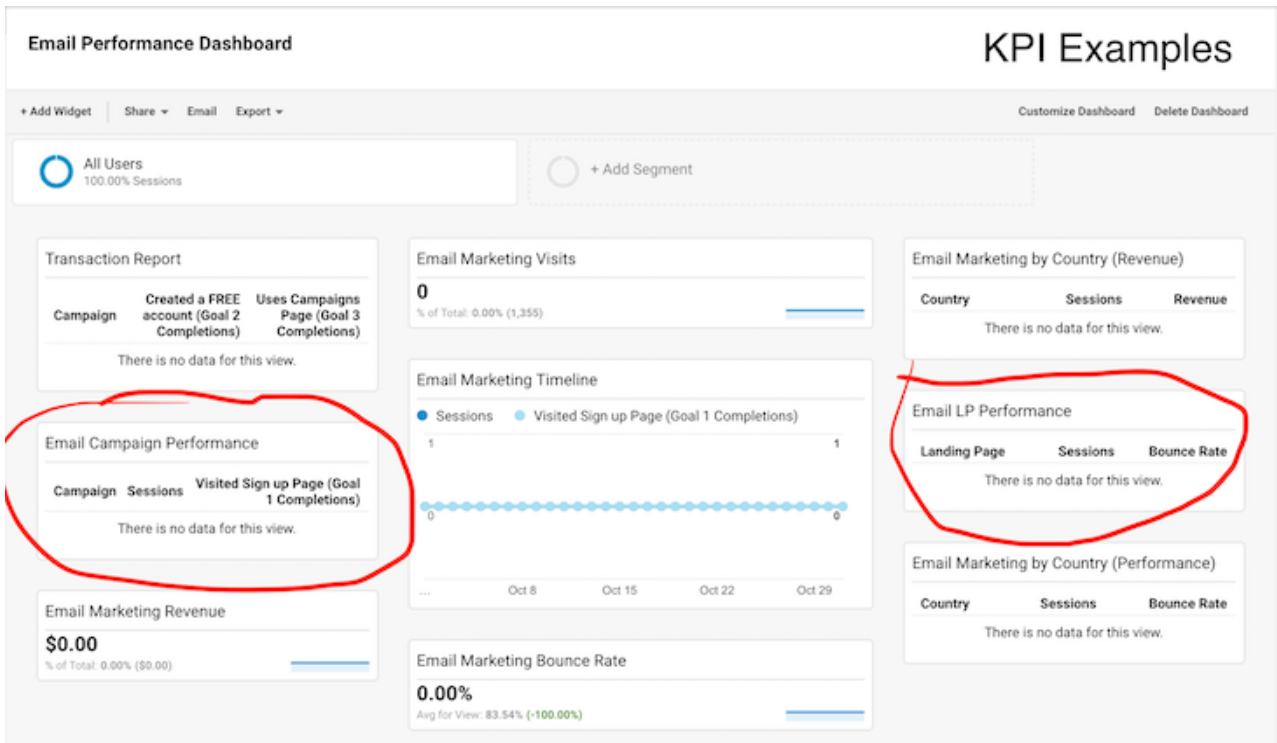 Email Performance Dashboard
KPI Examples
+ Add Widget
Share
Email
Export
Customize Dashboard
Delete Dashboard
All Users
100.00% Sessions
+ Add Segment
Transaction Report
Campaign
Created a FREE
account (Goal 2
Completions)
Uses Campaigns
Page (Goal 3
Completions)
There is no data for this view.
Email Campaign Performance
Campaign
Sessions
Visited Sign up Page (Goal
1 Completions)
There is no data for this view.
Email Marketing Revenue
$0.00
% of Total: 0.00% ($0.00)
Email Marketing Visits
0
% of Total: 0.00% (1,355)
Email Marketing Timeline
Sessions
Visited Sign up Page (Goal 1 Completions)
1
1
0
0
...
Oct 8
Oct 15
Oct 22
Oct 29
Email Marketing Bounce Rate
0.00%
Avg for View: 83.54% (-100.00%)
Email Marketing by Country (Revenue)
Country
Sessions
Revenue
There is no data for this view.
Email LP Performance
Landing Page
Sessions
Bounce Rate
There is no data for this view.
Email Marketing by Country (Performance)
Country
Sessions
Bounce Rate
There is no data for this view.